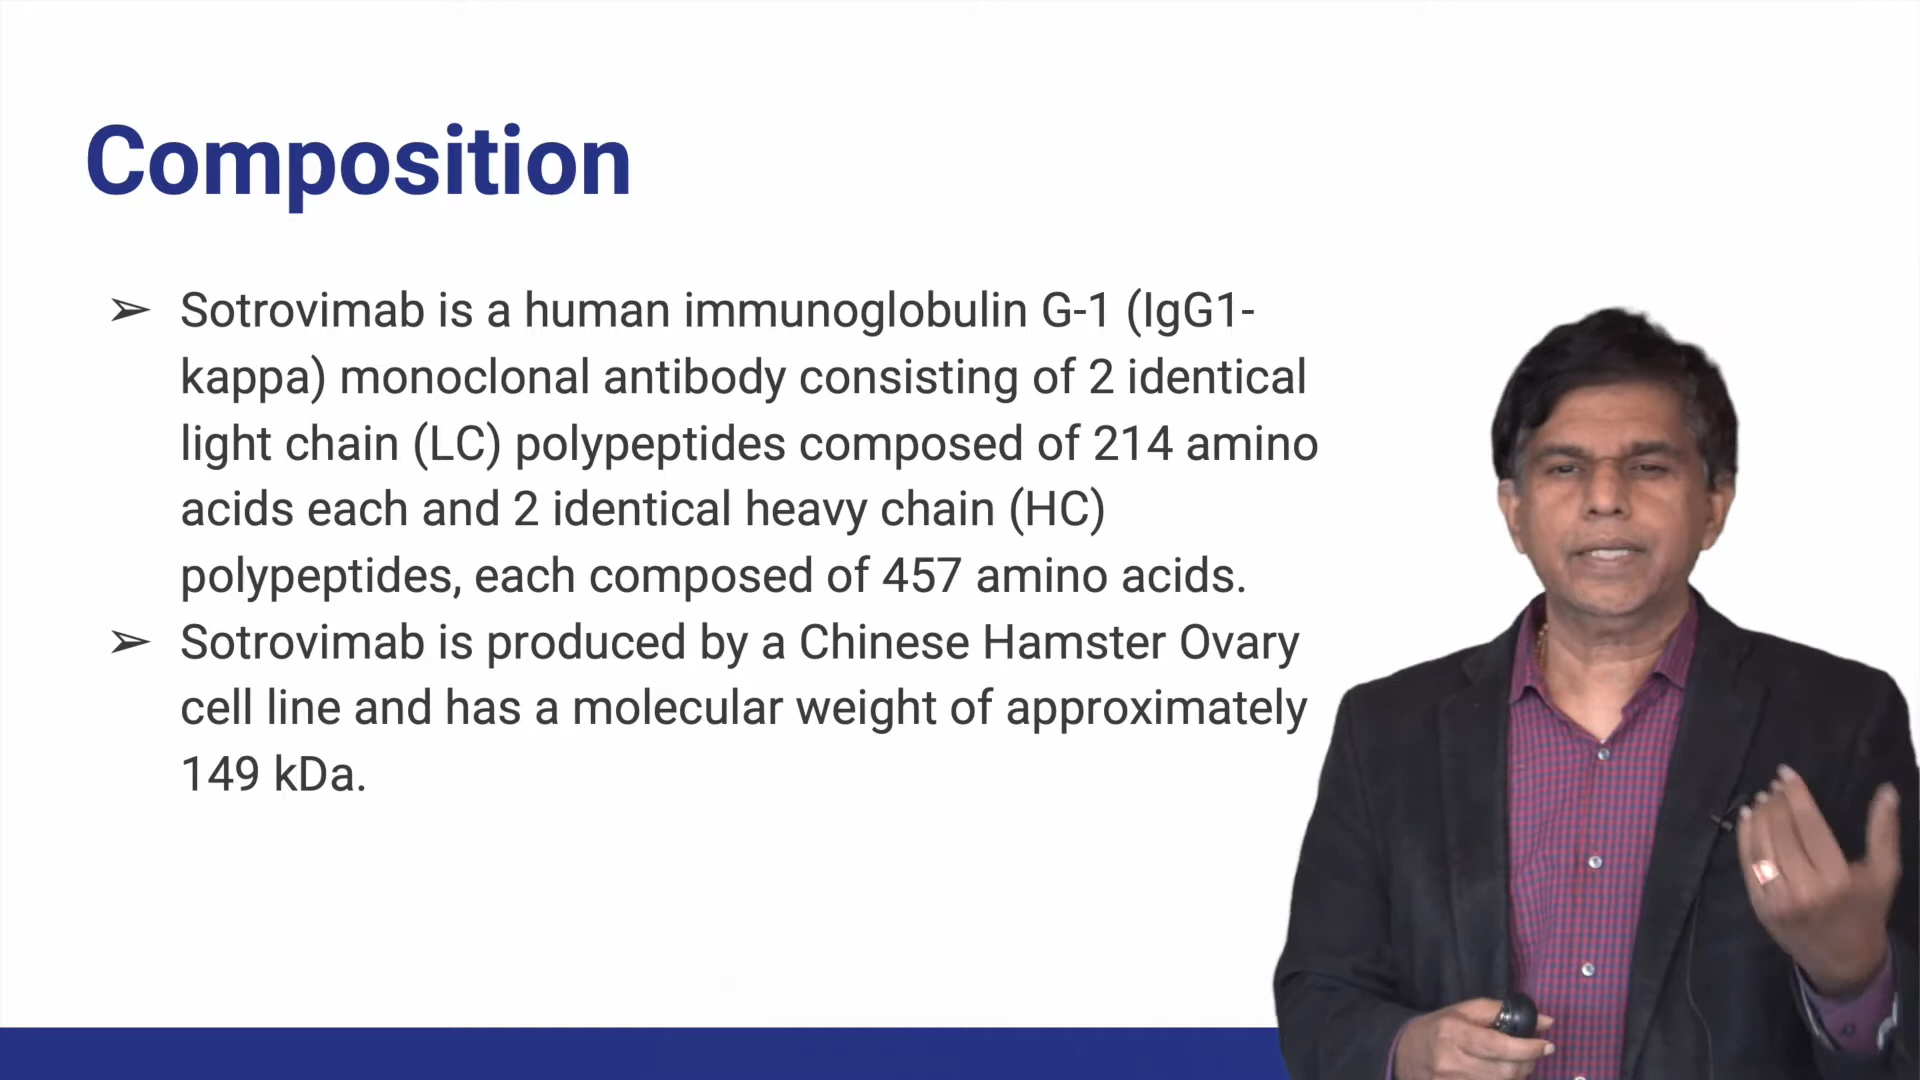 Composition
➢ Sotrovimab is a human immunoglobulin G-1 (IgG1-
kappa) monoclonal antibody consisting of 2 identical
light chain (LC) polypeptides composed of 214 amino
acids each and 2 identical heavy chain (HC)
polypeptides, each composed of 457 amino acids.
➢ Sotrovimab is produced by a Chinese Hamster Ovary
cell line and has a molecular weight of approximately
149 kDa.